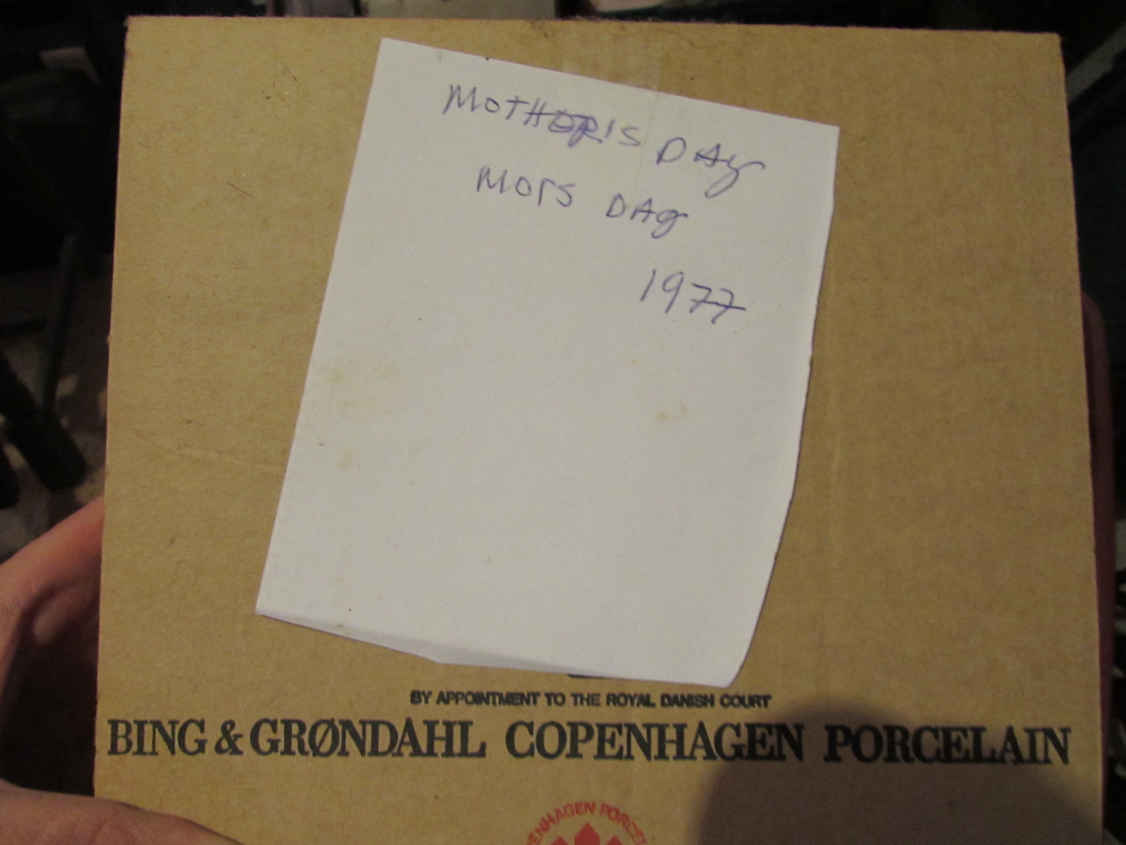 MOTHER'S DAy
MORS DAg
1977
BY APPOINTMENT TO THE ROYAL DANISH COURT
BING & GRØNDAHL COPENHAGEN PORCELAIN